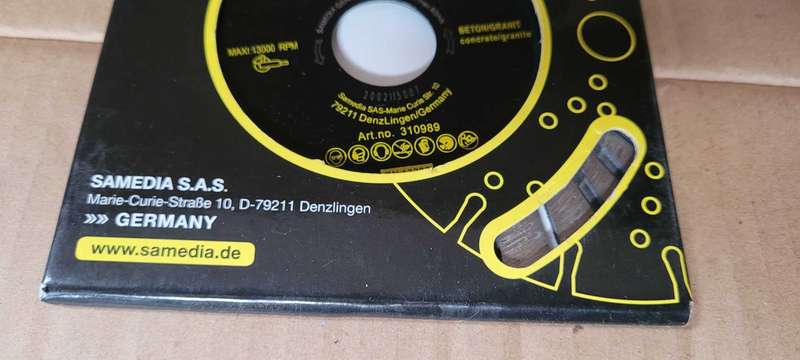 MAX! 13000 RPM
BETON/GRANIT
concrete/granite
Samedia SAS-Marie Curie Str. 10
79211 DenzLingen/Germany
Art.no. 310989
SAMEDIA S.A.S.
Marie-Curie-Straße 10, D-79211 Denzlingen
»» GERMANY
www.samedia.de